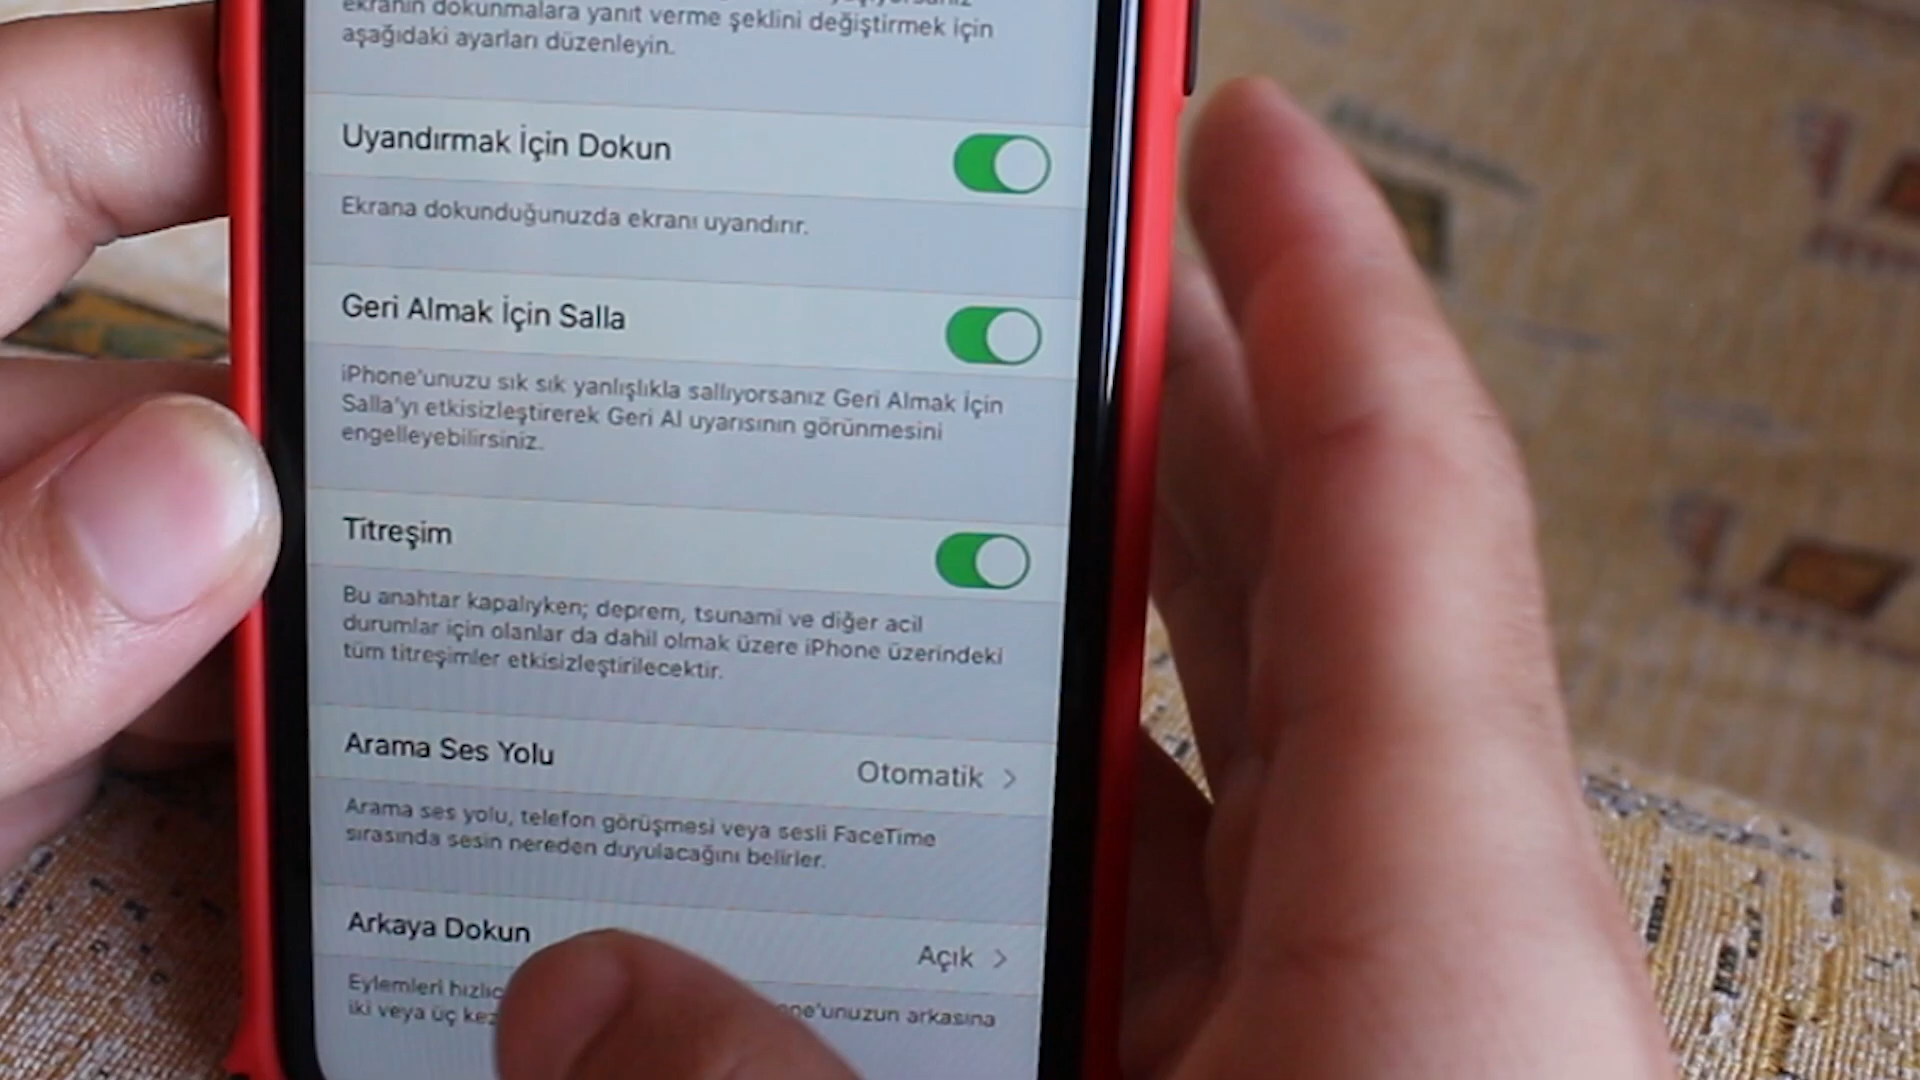 ekranın dokunmalara yanıt verme şeklini değiştirmek için
aşağıdaki ayarları düzenleyin.
Uyandırmak İçin Dokun
Ekrana dokunduğunuzda ekranı uyandırır.
Geri Almak İçin Salla
iPhone'unuzu sık sık yanlışlıkla sallıyorsanız Geri Almak İçin
Salla'yı etkisizleştirerek Geri Al uyarısının görünmesini
engelleyebilirsiniz.
Titreşim
Bu anahtar kapalıyken; deprem, tsunami ve diğer acil
durumlar için olanlar da dahil olmak üzere iPhone üzerindeki
tüm titreşimler etkisizleştirilecektir.
Arama Ses Yolu Otomatik
Arama ses yolu, telefon görüşmesi veya sesli FaceTime
sırasında sesin nereden duyulacağını belirler.
Arkaya Dokun Açık
Eylemleri
iki veya üç arkasına